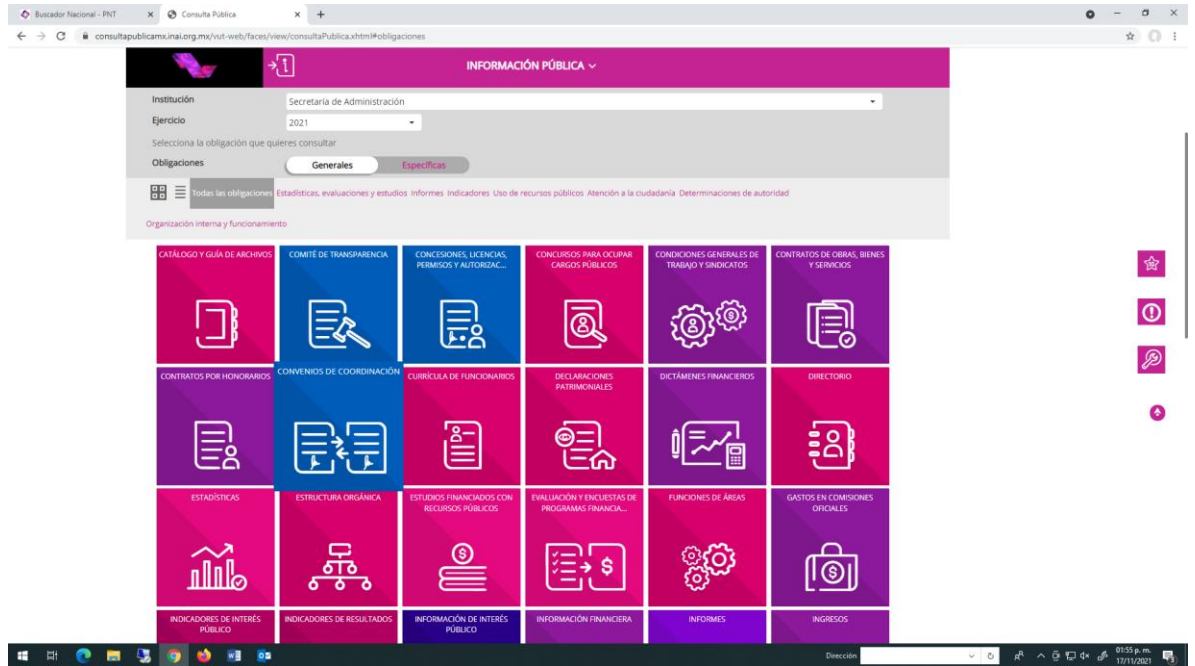 Buscador Nacional - PNT
Consulta Pública
consultapublicamx.inai.org.mx/vut-web/faces/view/consultaPublica.xhtml#obligaciones
INFORMACIÓN PÚBLICA
Institución
Secretaría de Administración
Ejercicio
2021
Selecciona la obligación que quieres consultar
Obligaciones
Generales
Específicas
Todas las obligaciones Estadísticas, evaluaciones y estudios Informes Indicadores Uso de recursos públicos Atención a la ciudadanía Determinaciones de autoridad
Organización interna y funcionamiento
CATÁLOGO Y GUÍA DE ARCHIVOS
COMITÉ DE TRANSPARENCIA
CONCESIONES, LICENCIAS,
PERMISOS Y AUTORIZAC...
CONCURSOS PARA OCUPAR
CARGOS PÚBLICOS
CONDICIONES GENERALES DE
TRABAJO Y SINDICATOS
CONTRATOS DE OBRAS, BIENES
Y SERVICIOS
CONTRATOS POR HONORARIOS
CONVENIOS DE COORDINACIÓN
CURRÍCULA DE FUNCIONARIOS
DECLARACIONES
PATRIMONIALES
DICTÁMENES FINANCIEROS
DIRECTORIO
ESTADÍSTICAS
ESTRUCTURA ORGÁNICA
ESTUDIOS FINANCIADOS CON
RECURSOS PÚBLICOS
EVALUACIÓN Y ENCUESTAS DE
PROGRAMAS FINANCIA...
FUNCIONES DE ÁREAS
GASTOS EN COMISIONES
OFICIALES
INDICADORES DE INTERÉS
PÚBLICO
INDICADORES DE RESULTADOS
INFORMACIÓN DE INTERÉS
PÚBLICO
INFORMACIÓN FINANCIERA
INFORMES
INGRESOS
Dirección
01:55 p. m.
17/11/2021